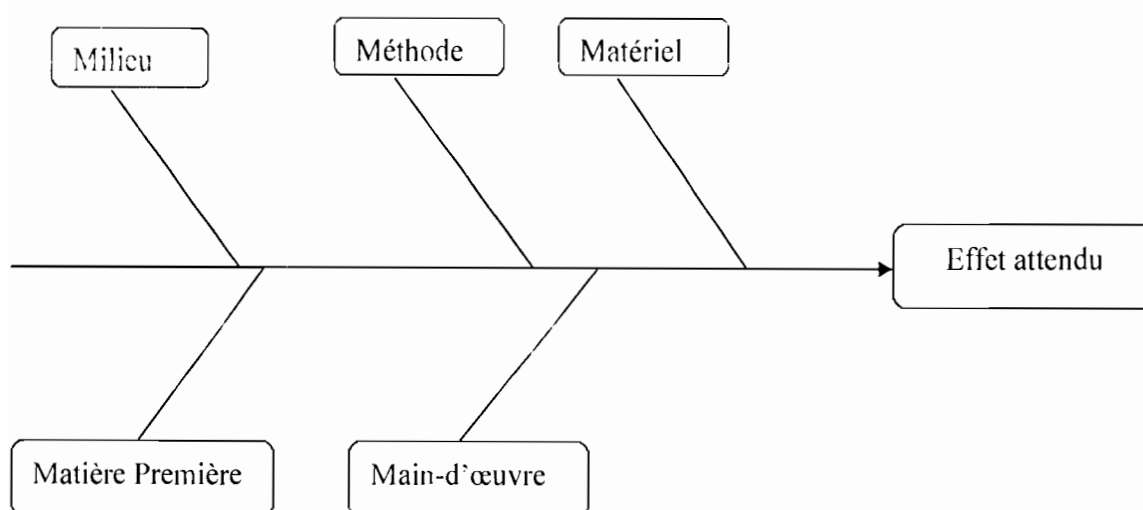 Milieu
Méthode
Matériel
Effet attendu
Matière Première
Main-d'œuvre